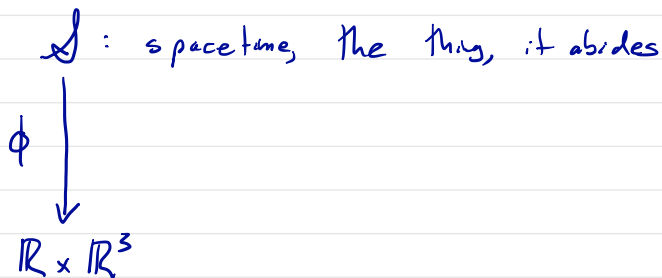 𝒮 : spacetime, the thing, it abides
ϕ
ℝ × ℝ³